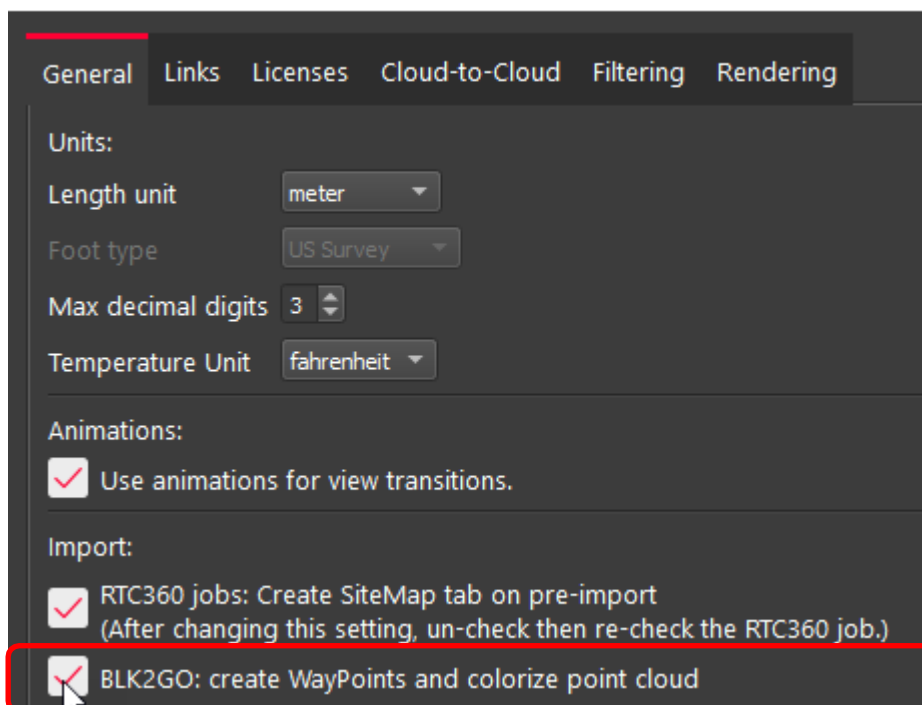 General Links Licenses Cloud-to-Cloud Filtering Rendering
Units:
Length unit meter
Foot type US Survey
Max decimal digits 3
Temperature Unit fahrenheit
Animations:
Use animations for view transitions.
Import:
RTC360 jobs: Create SiteMap tab on pre-import
(After changing this setting, un-check then re-check the RTC360 job.)
BLK2GO: create WayPoints and colorize point cloud